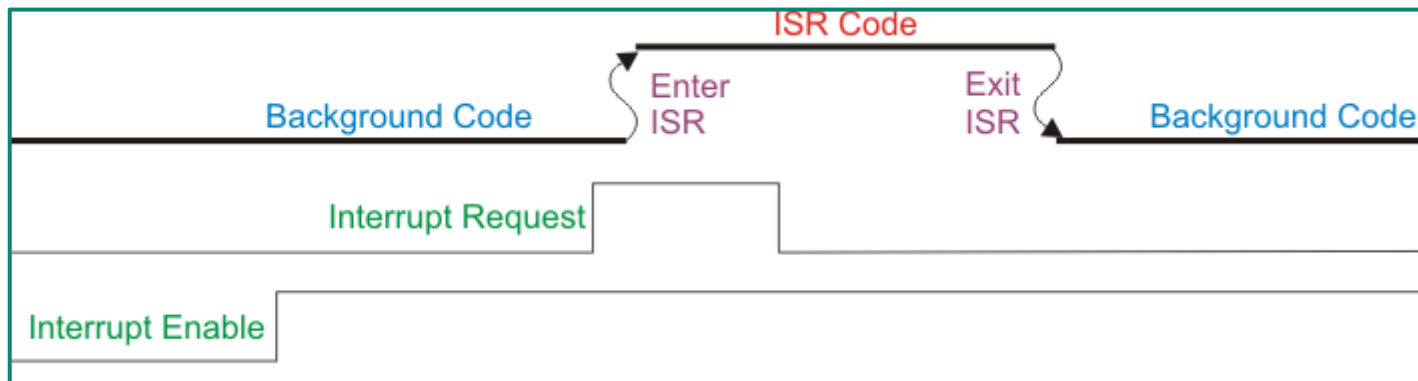 ISR Code
Enter
ISR
Exit
ISR
Background Code
Background Code
Interrupt Request
Interrupt Enable